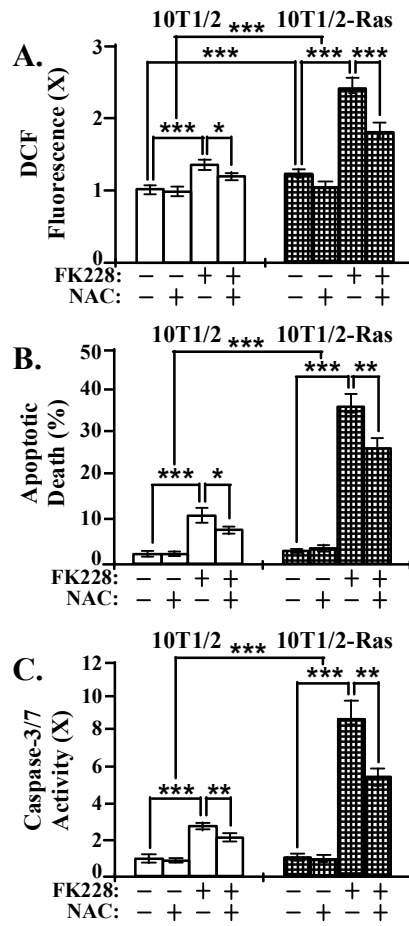 10T1/2 10T1/2-Ras
A.
***
*** *** ***
*** *
DCF
Fluorescence (X)
3
2
1
0
FK228: − − + + − − + +
NAC: − + − + − + − +
10T1/2 10T1/2-Ras
B.
***
*** **
*** *
Apoptotic
Death (%)
50
40
30
20
10
0
FK228: − − + + − − + +
NAC: − + − + − + − +
10T1/2 10T1/2-Ras
C.
***
*** **
*** **
Caspase-3/7
Activity (X)
12
10
8
6
4
2
0
FK228: − − + + − − + +
NAC: − + − + − + − +